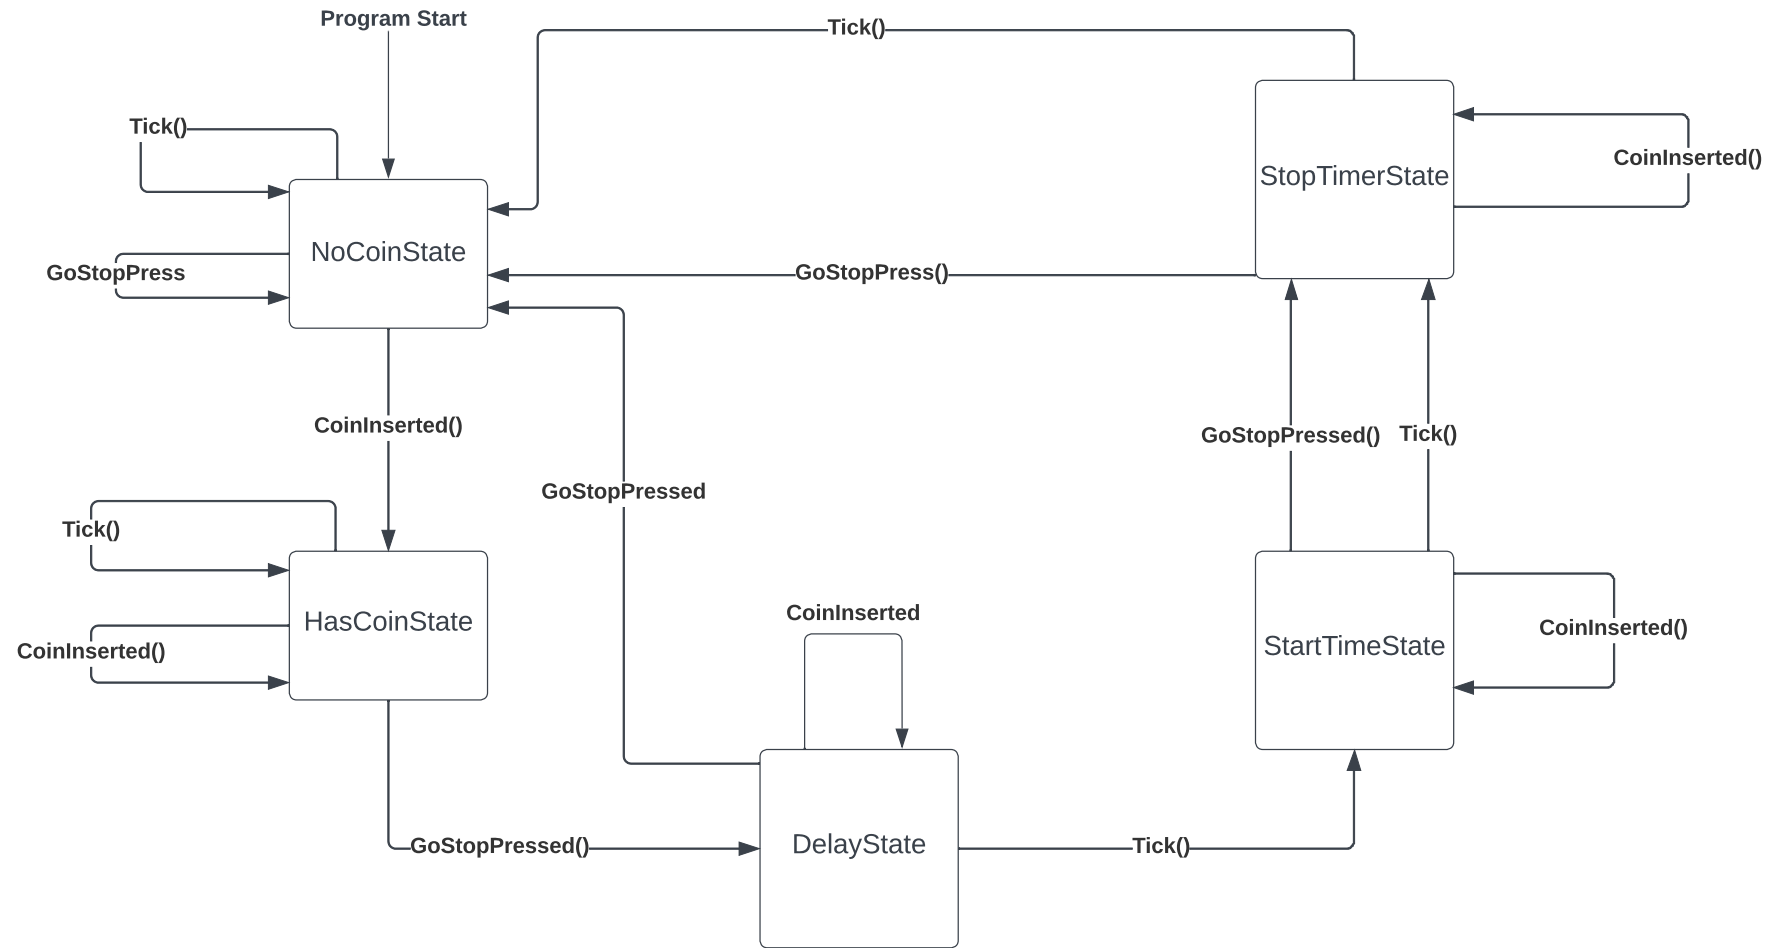 Program Start
Tick()
Tick()
CoinInserted()
StopTimerState
NoCoinState
GoStopPress
GoStopPress()
CoinInserted()
GoStopPressed()
Tick()
GoStopPressed
Tick()
HasCoinState
CoinInserted()
CoinInserted
CoinInserted()
StartTimeState
GoStopPressed()
DelayState
Tick()